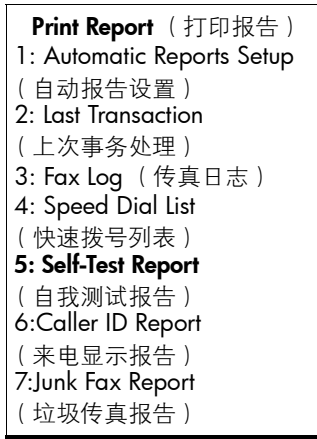 Print Report （打印报告）
1: Automatic Reports Setup
（自动报告设置）
2: Last Transaction
（上次事务处理）
3: Fax Log （传真日志）
4: Speed Dial List
（快速拨号列表）
5: Self-Test Report
（自我测试报告）
6:Caller ID Report
（来电显示报告）
7:Junk Fax Report
（垃圾传真报告）